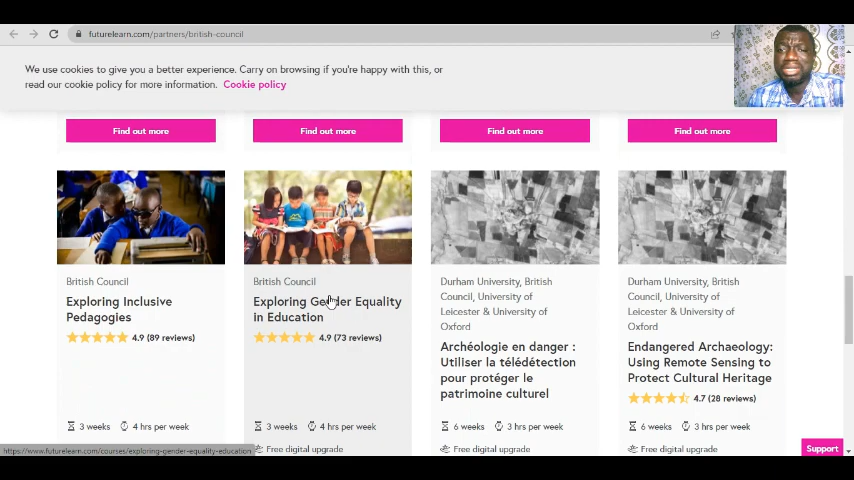 futurelearn.com/partners/british-council
We use cookies to give you a better experience. Carry on browsing if you're happy with this, or
read our cookie policy for more information. Cookie policy
Find out more
Find out more
Find out more
Find out more
British Council
Exploring Inclusive
Pedagogies
4.9 (89 reviews)
3 weeks 4 hrs per week
British Council
Exploring Gender Equality
in Education
4.9 (73 reviews)
3 weeks 4 hrs per week
Free digital upgrade
Durham University, British
Council, University of
Leicester & University of
Oxford
Archéologie en danger :
Utiliser la télédétection
pour protéger le
patrimoine culturel
6 weeks 3 hrs per week
Free digital upgrade
Durham University, British
Council, University of
Leicester & University of
Oxford
Endangered Archaeology:
Using Remote Sensing to
Protect Cultural Heritage
4.7 (28 reviews)
6 weeks 3 hrs per week
Free digital upgrade
Support
https://www.futurelearn.com/courses/exploring-gender-equality-education